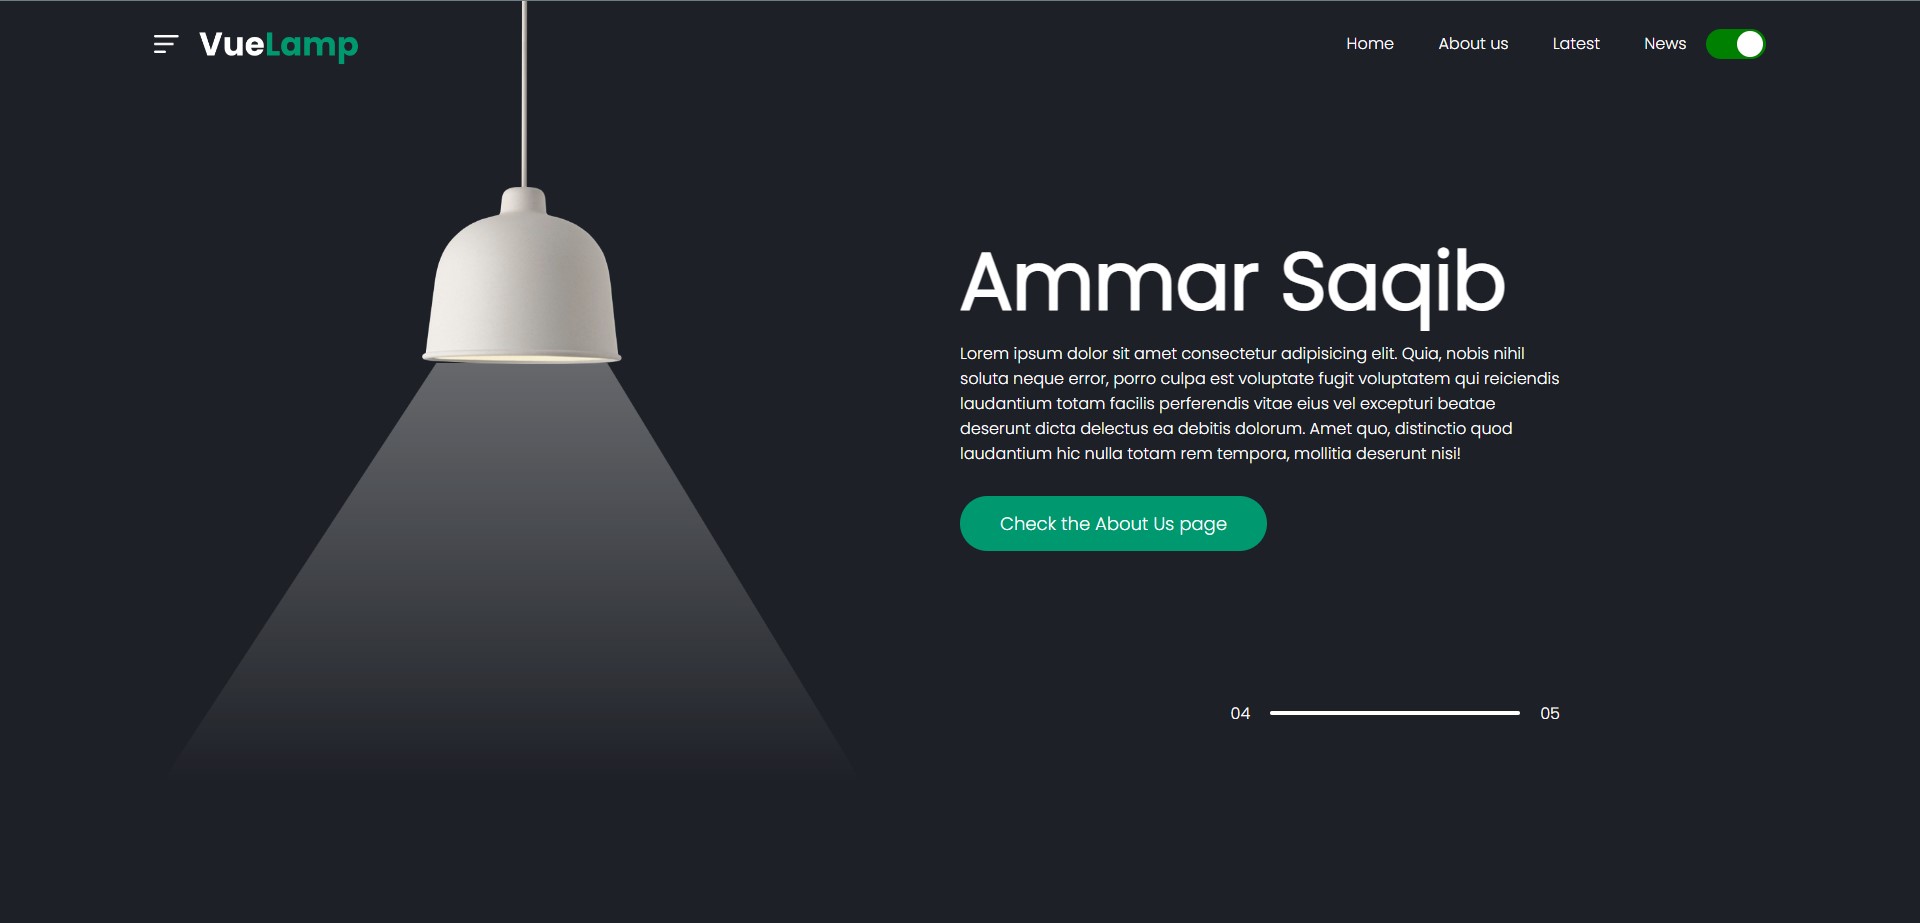 VueLamp
Home
About us
Latest
News
Ammar Saqib
Lorem ipsum dolor sit amet consectetur adipisicing elit. Quia, nobis nihil
soluta neque error, porro culpa est voluptate fugit voluptatem qui reiciendis
laudantium totam facilis perferendis vitae eius vel excepturi beatae
deserunt dicta delectus ea debitis dolorum. Amet quo, distinctio quod
laudantium hic nulla totam rem tempora, mollitia deserunt nisi!
Check the About Us page
04
05